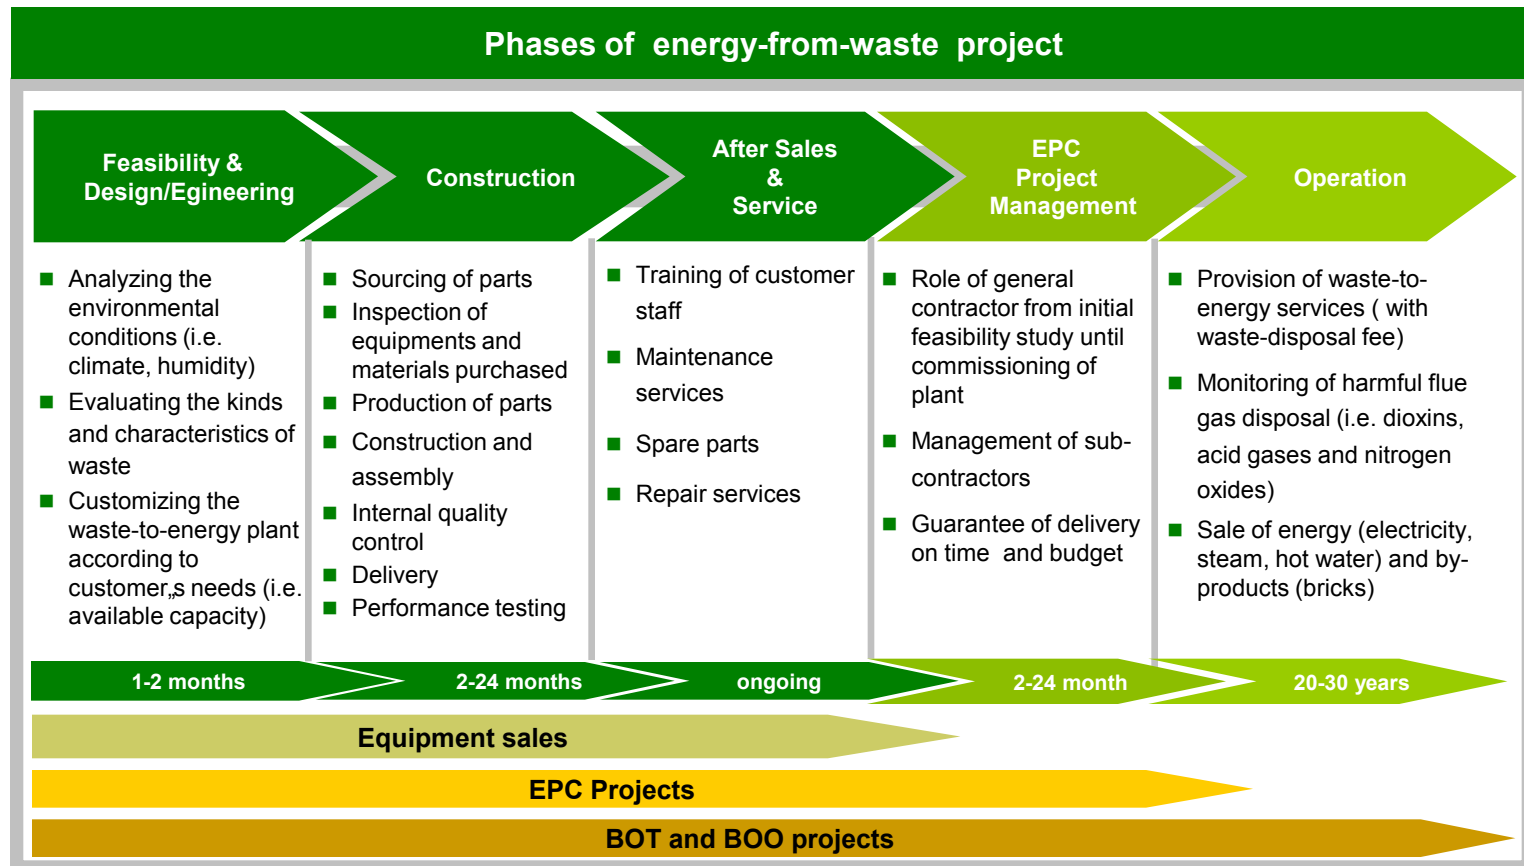 Phases of energy-from-waste project
Feasibility &
Design/Egineering
Construction
After Sales
&
Service
EPC
Project
Management
Operation
Analyzing the
environmental
conditions (i.e.
climate, humidity)
Evaluating the kinds
and characteristics of
waste
Customizing the
waste-to-energy plant
according to
customer„s needs (i.e.
available capacity)
Sourcing of parts
Inspection of
equipments and
materials purchased
Production of parts
Construction and
assembly
Internal quality
control
Delivery
Performance testing
Training of customer
staff
Maintenance
services
Spare parts
Repair services
Role of general
contractor from initial
feasibility study until
commissioning of
plant
Management of sub-
contractors
Guarantee of delivery
on time and budget
Provision of waste-to-
energy services ( with
waste-disposal fee)
Monitoring of harmful flue
gas disposal (i.e. dioxins,
acid gases and nitrogen
oxides)
Sale of energy (electricity,
steam, hot water) and by-
products (bricks)
1-2 months
2-24 months
ongoing
2-24 month
20-30 years
Equipment sales
EPC Projects
BOT and BOO projects